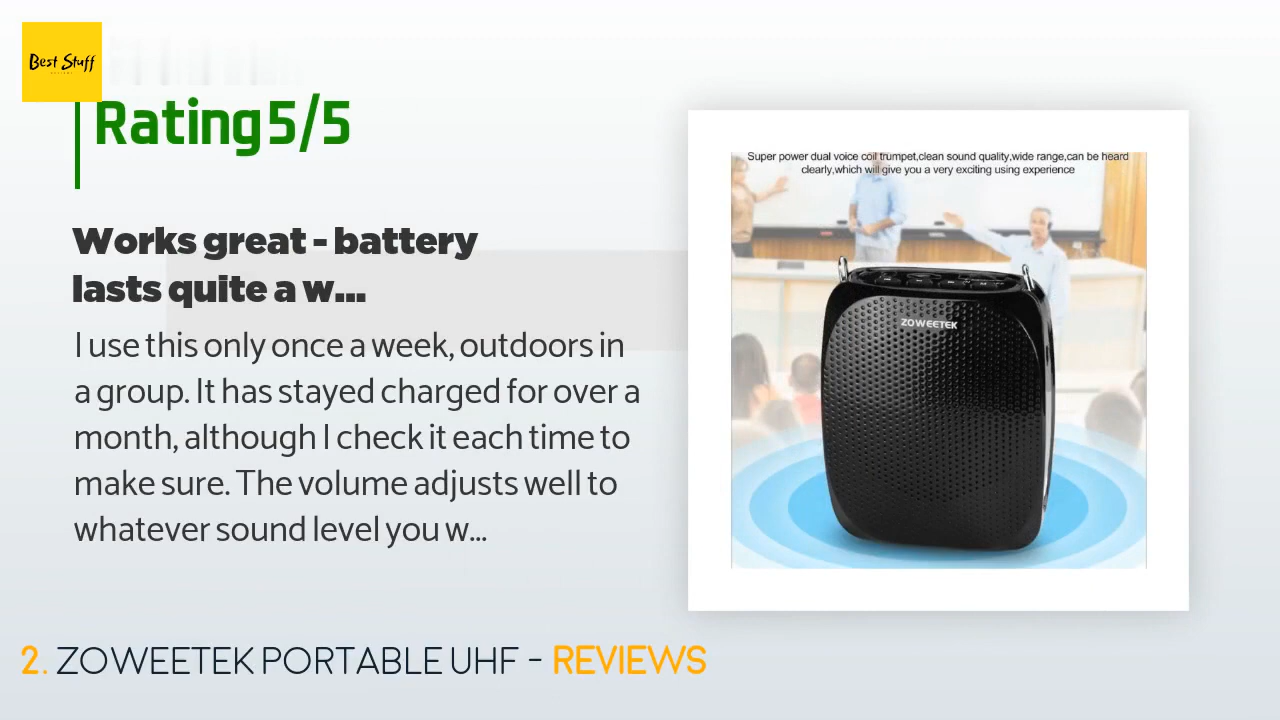 Best Stuff
Rating 5/5
Works great - battery
lasts quite a w...
I use this only once a week, outdoors in
a group. It has stayed charged for over a
month, although I check it each time to
make sure. The volume adjusts well to
whatever sound level you w...
Super power dual voice coil trumpet,clean sound quality,wide range,can be heard
clearly,which will give you a very exciting using experience
ZOWEETEK
2. ZOWEETEK PORTABLE UHF - REVIEWS